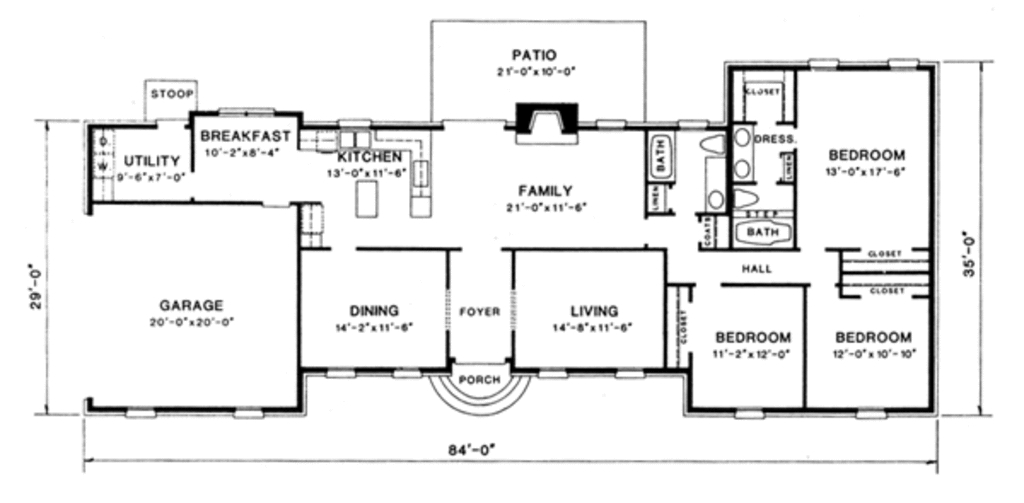 PATIO
21'-0"x10'-0"
STOOP
CLOSET
BREAKFAST
10'-2"x8'-4"
KITCHEN
13'-0"x11'-6"
UTILITY
9'-6"x7'-0"
D
W
BATH
DRESS.
LINEN
BEDROOM
13'-0"x17'-6"
FAMILY
21'-0"x11'-6"
LINEN
STEP
BATH
COATS
CLOSET
HALL
CLOSET
29'-0"
35'-0"
GARAGE
20'-0"x20'-0"
DINING
14'-2"x11'-6"
FOYER
LIVING
14'-8"x11'-6"
CLOSET
BEDROOM
11'-2"x12'-0"
BEDROOM
12'-0"x10'-10"
PORCH
84'-0"